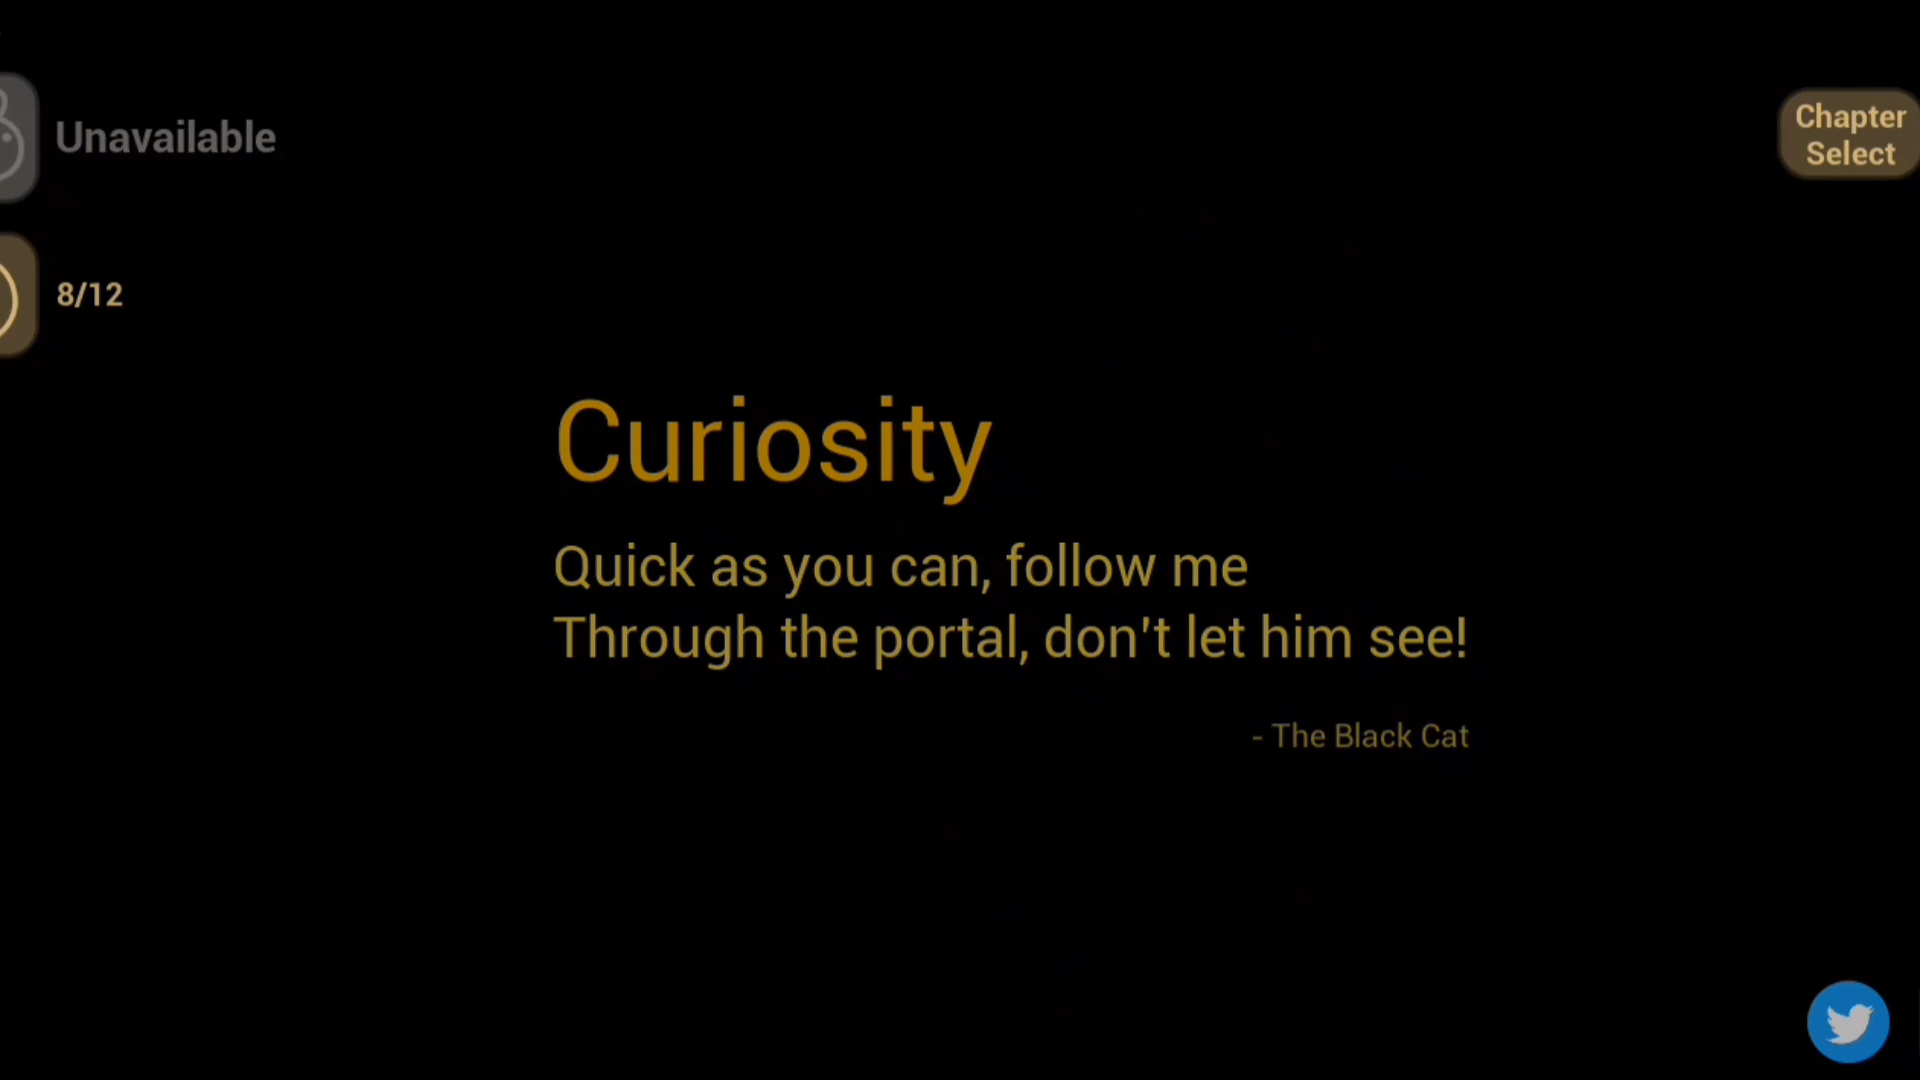 Unavailable
Chapter
Select
8/12
Curiosity
Quick as you can, follow me
Through the portal, don't let him see!
- The Black Cat